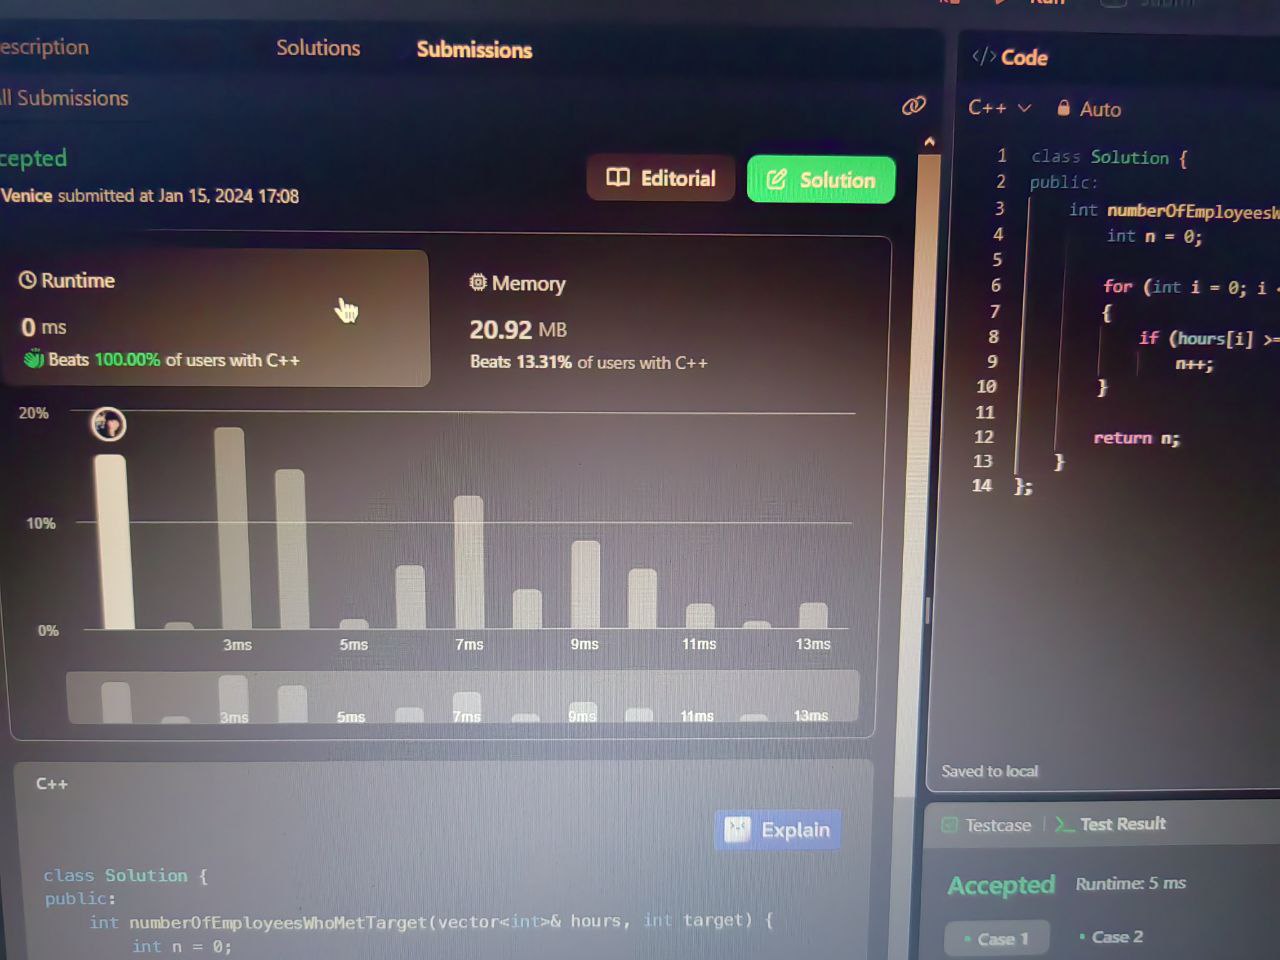 escription Solutions Submissions
ll Submissions
cepted
Venice submitted at Jan 15, 2024 17:08
Editorial
Solution
Runtime
0 ms
Beats 100.00% of users with C++
Memory
20.92 MB
Beats 13.31% of users with C++
20%
10%
0%
3ms 5ms 7ms 9ms 11ms 13ms
3ms 5ms 7ms 9ms 11ms 13ms
C++
Explain
class Solution {
public:
int numberOfEmployeesWhoMetTarget(vector<int>& hours, int target) {
int n = 0;
Run
</> Code
C++ Auto
1 class Solution {
2 public:
3 int numberOfEmployeesW
4 int n = 0;
5
6 for (int i = 0; i <
7 {
8 if (hours[i] >=
9 n++;
10 }
11
12 return n;
13 }
14 };
Saved to local
Testcase | >_ Test Result
Accepted Runtime: 5 ms
• Case 1 • Case 2